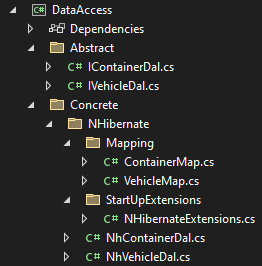 DataAccess
Dependencies
Abstract
C# IContainerDal.cs
C# IVehicleDal.cs
Concrete
NHibernate
Mapping
C# ContainerMap.cs
C# VehicleMap.cs
StartUpExtensions
C# NHibernateExtensions.cs
C# NhContainerDal.cs
C# NhVehicleDal.cs